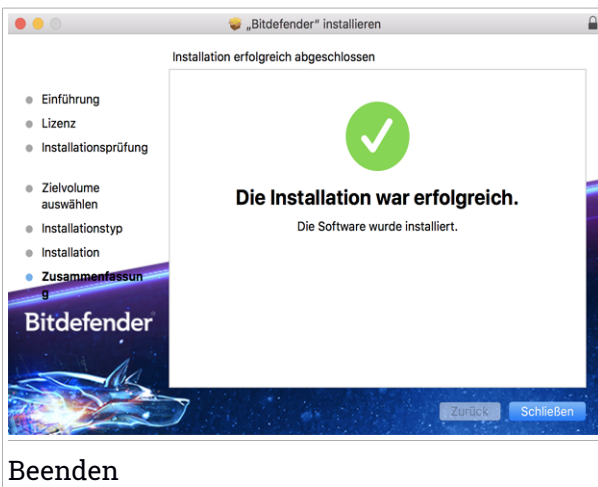 „Bitdefender" installieren
Installation erfolgreich abgeschlossen
Einführung
Lizenz
Installationsprüfung
Zielvolume
auswählen
Installationstyp
Installation
Zusammenfassun
g
Bitdefender
Die Installation war erfolgreich.
Die Software wurde installiert.
Zurück
Schließen
Beenden